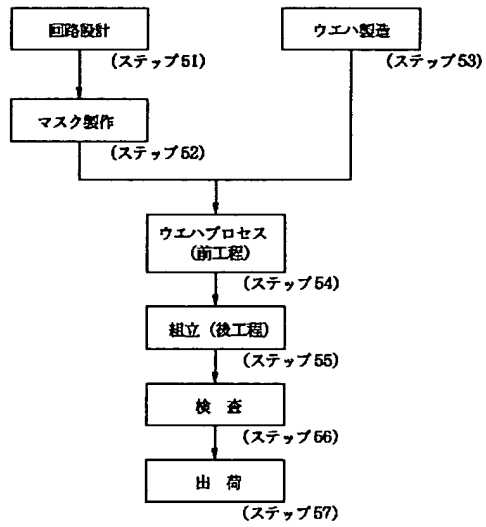 回路設計
(ステップ51)
ウエハ製造
(ステップ53)
マスク製作
(ステップ52)
ウエハプロセス
(前工程)
(ステップ54)
組立(後工程)
(ステップ55)
検 査
(ステップ56)
出 荷
(ステップ57)